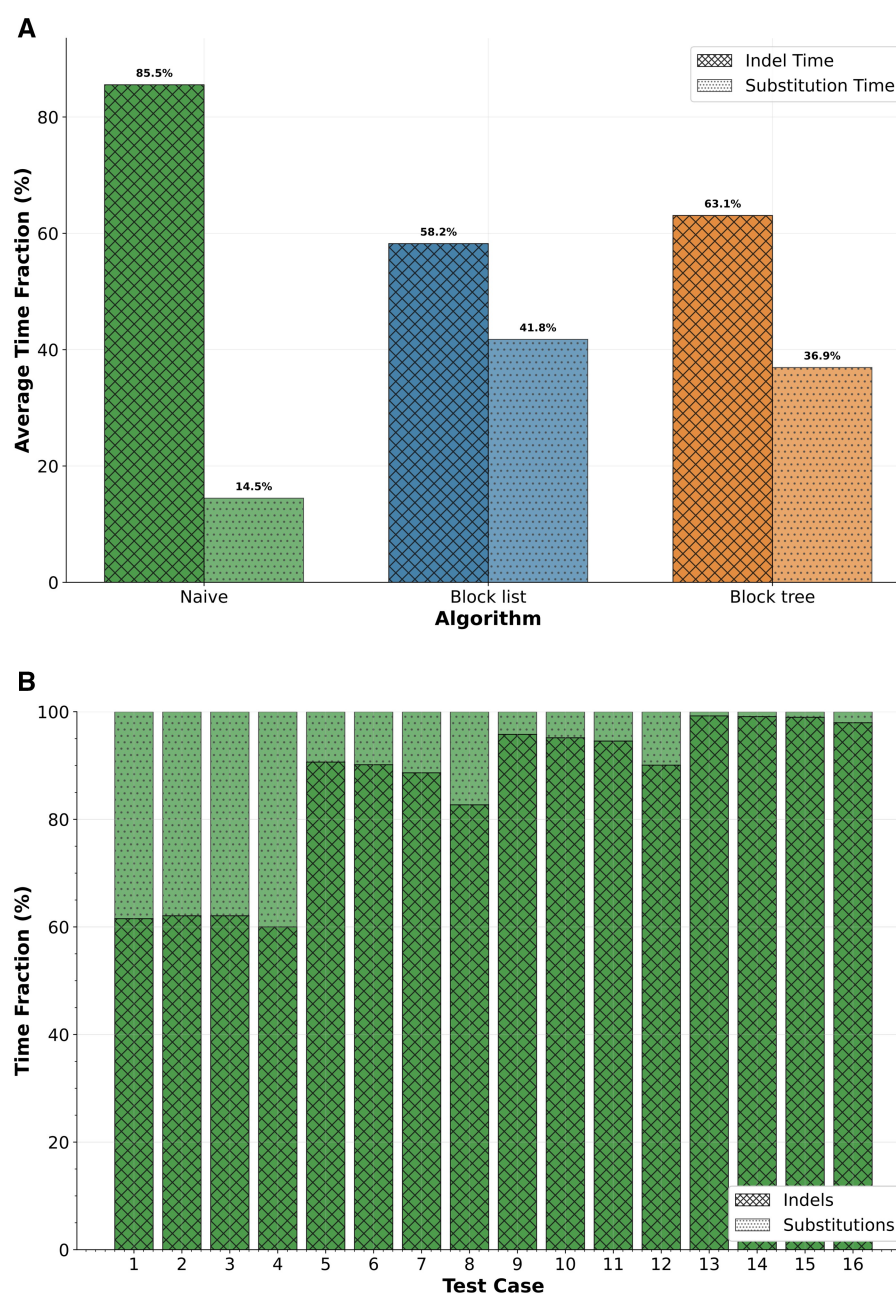 A
85.5%
Indel Time
Substitution Time
80
63.1%
Average Time Fraction (%)
60
58.2%
41.8%
40
36.9%
20
14.5%
0
Naive
Block list
Block tree
Algorithm
B
100
80
Time Fraction (%)
60
40
20
Indels
Substitutions
0
1 2 3 4 5 6 7 8 9 10 11 12 13 14 15 16
Test Case